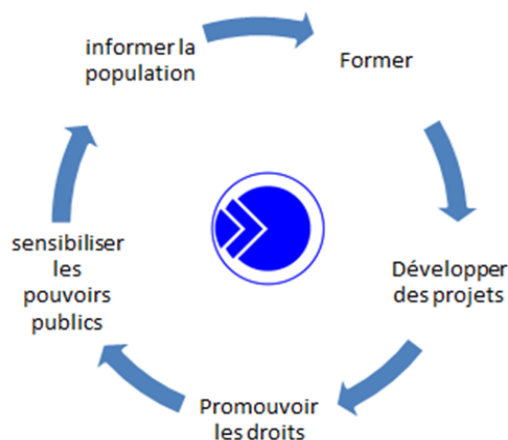 informer la
population
Former
Développer
des projets
Promouvoir
les droits
sensibiliser
les
pouvoirs
publics